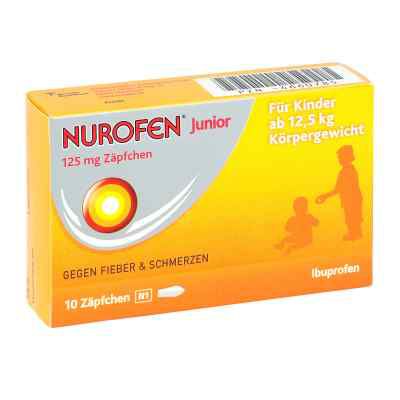 NUROFEN® Junior
125 mg Zäpfchen
Für Kinder
ab 12,5 kg
Körpergewicht
GEGEN FIEBER & SCHMERZEN
10 Zäpfchen N1
Ibuprofen